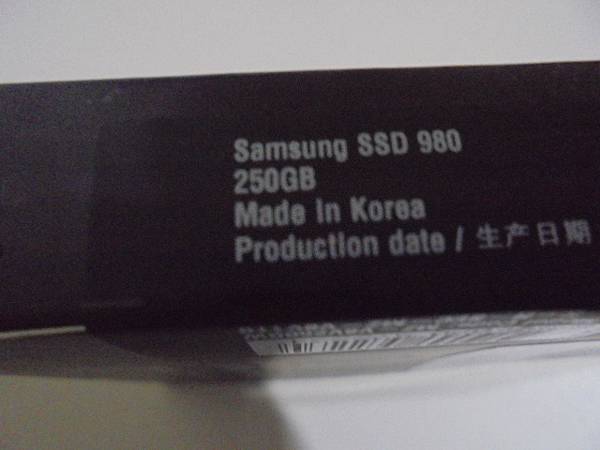 Samsung SSD 980
250GB
Made in Korea
Production date / 生产日期